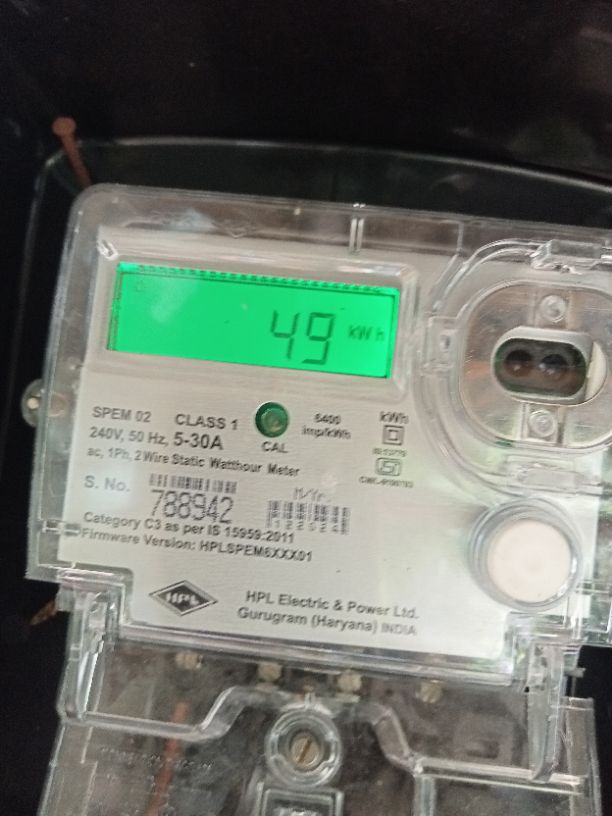 49 kWh
SPEM 02 CLASS 1 6400 imp/kWh kWh
240V, 50 Hz, 5-30A CAL
ac, 1Ph, 2 Wire Static Watthour Meter
S. No. 788942 M/Yr.
Category C3 as per IS 15959:2011
Firmware Version: HPLSPEM6XXX01
HPL HPL Electric & Power Ltd.
Gurugram (Haryana) INDIA